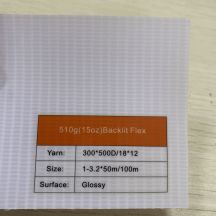 510g(15oz)Backlit Flex
Yarn: 300*500D/18*12
Size: 1-3.2*50m/100m
Surface: Glossy